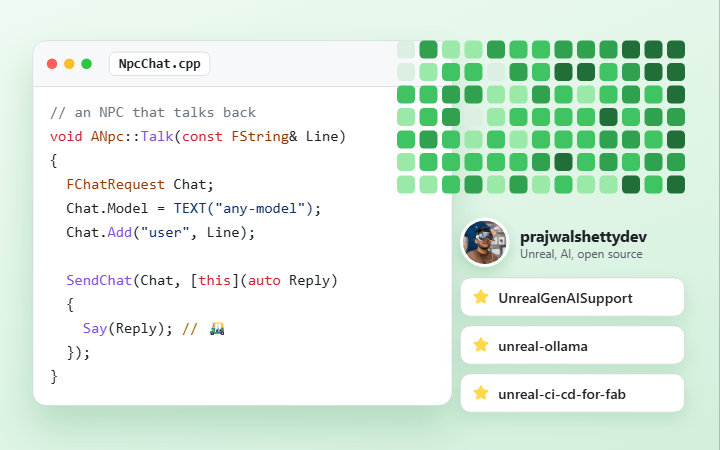 NpcChat.cpp
// an NPC that talks back
void ANpc::Talk(const FString& Line)
{
FChatRequest Chat;
Chat.Model = TEXT("any-model");
Chat.Add("user", Line);
SendChat(Chat, [this](auto Reply)
{
Say(Reply); //
});
}
prajwalshettydev
Unreal, AI, open source
UnrealGenAISupport
unreal-ollama
unreal-ci-cd-for-fab